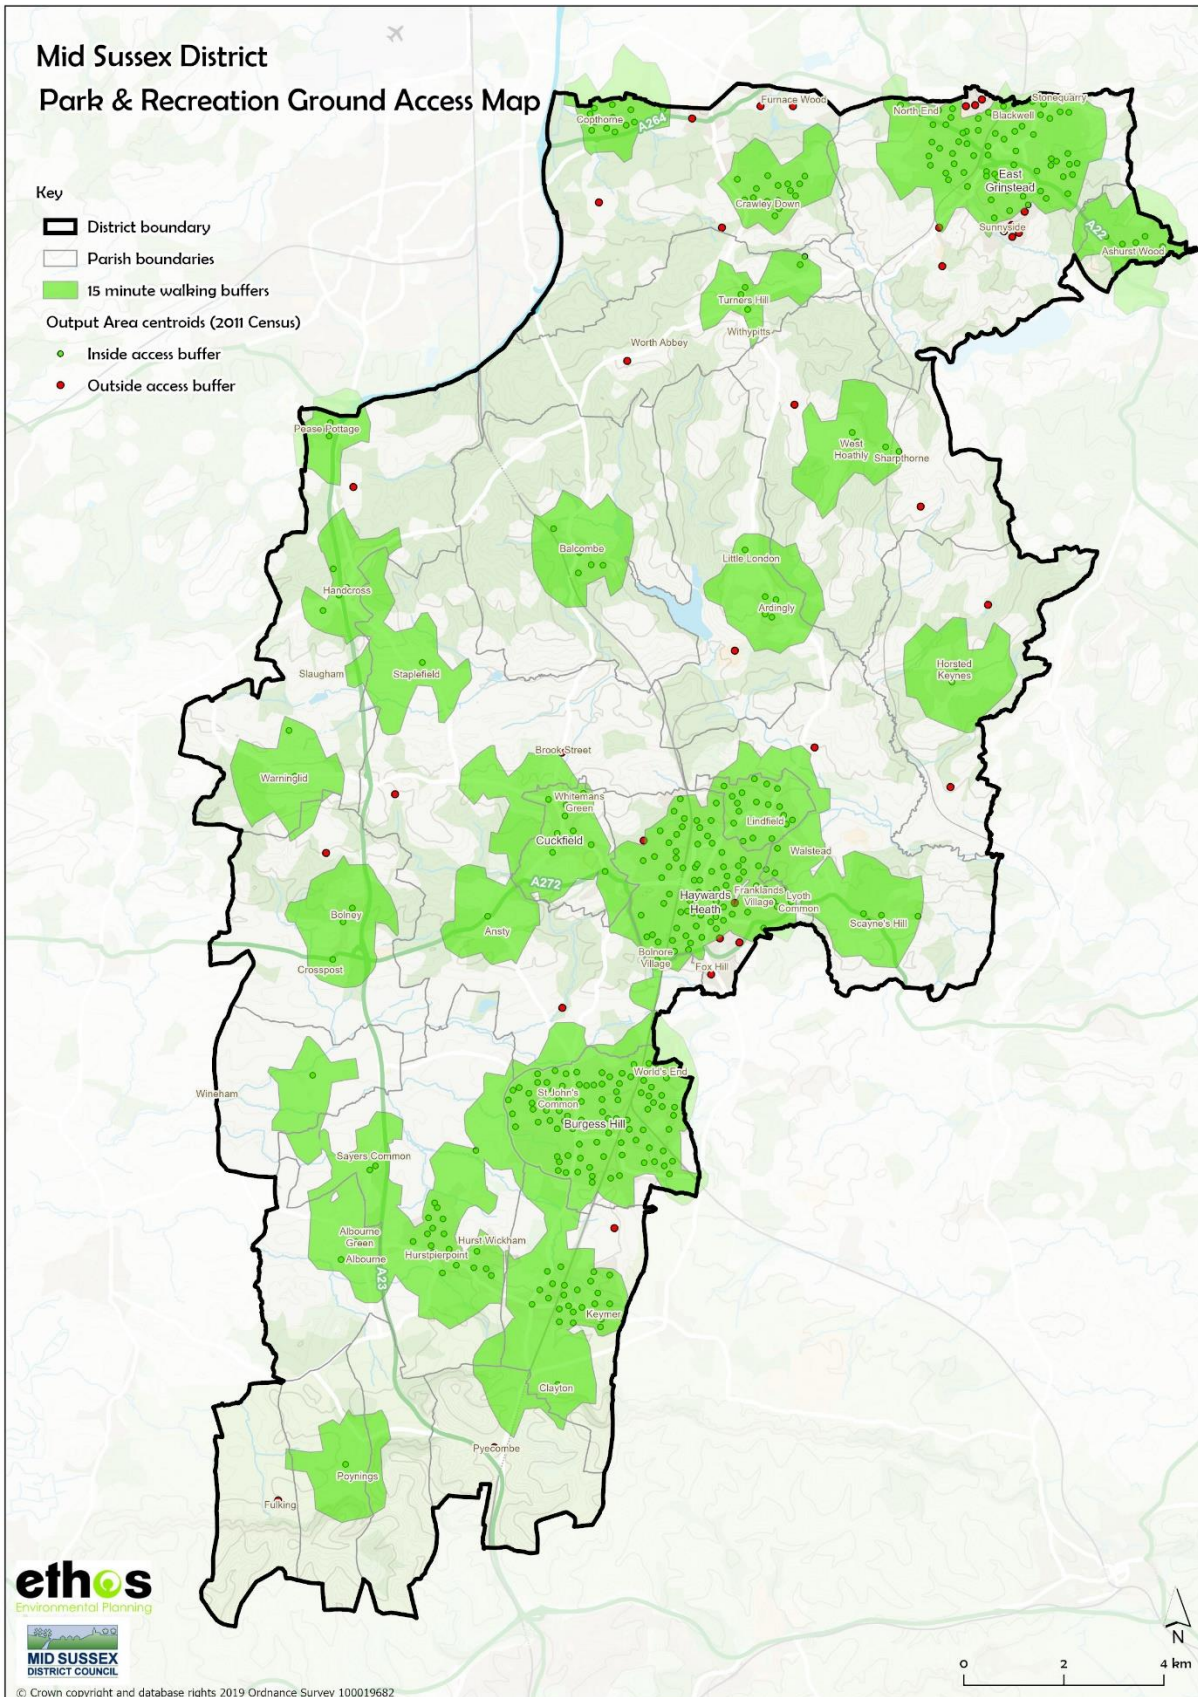 Mid Sussex District
Park & Recreation Ground Access Map
Key
District boundary
Parish boundaries
15 minute walking buffers
Output Area centroids (2011 Census)
Inside access buffer
Outside access buffer
Copthorne
A264
Furnace Wood
North End
Stonequarry
Blackwell
East
Grinstead
Crawley Down
Sunnyside
A22
Ashurst Wood
Turners Hill
Withypitts
Worth Abbey
Pease Pottage
West
Hoathly
Sharpthorne
Balcombe
Little London
Handcross
Ardingly
Slaugham
Staplefield
Horsted
Keynes
Brook Street
Warninglid
Whitemans
Green
Cuckfield
Lindfield
Walstead
A272
Haywards
Heath
Franklands
Village
Lyoth
Common
Scayne's Hill
Bolney
Ansty
Crosspost
Bolnore
Village
Fox Hill
Wineham
World's End
St John's
Common
Burgess Hill
Sayers Common
Albourne
Green
Albourne
Hurst Wickham
Hurstpierpoint
A23
Keymer
Clayton
Pyecombe
Poynings
Fulking
ethos
Environmental Planning
MID SUSSEX
DISTRICT COUNCIL
N
0 2 4 km
© Crown copyright and database rights 2019 Ordnance Survey 100019682